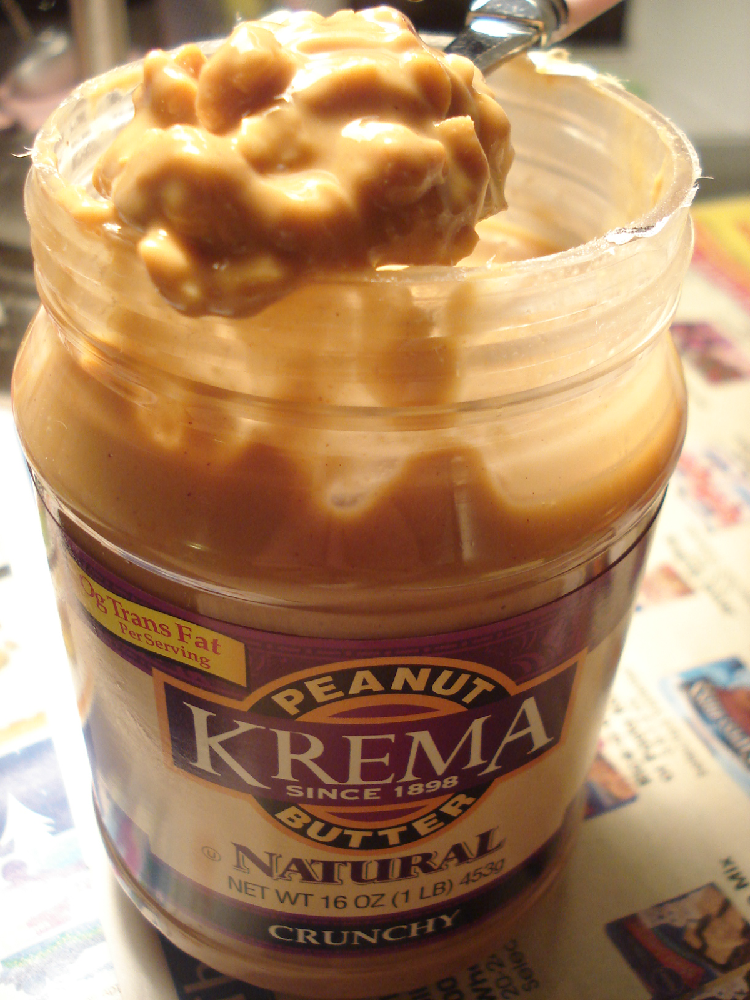 0g Trans Fat
Per Serving
PEANUT
KREMA
SINCE 1898
BUTTER
U
NATURAL
NET WT 16 OZ (1 LB) 453g
CRUNCHY
MIX